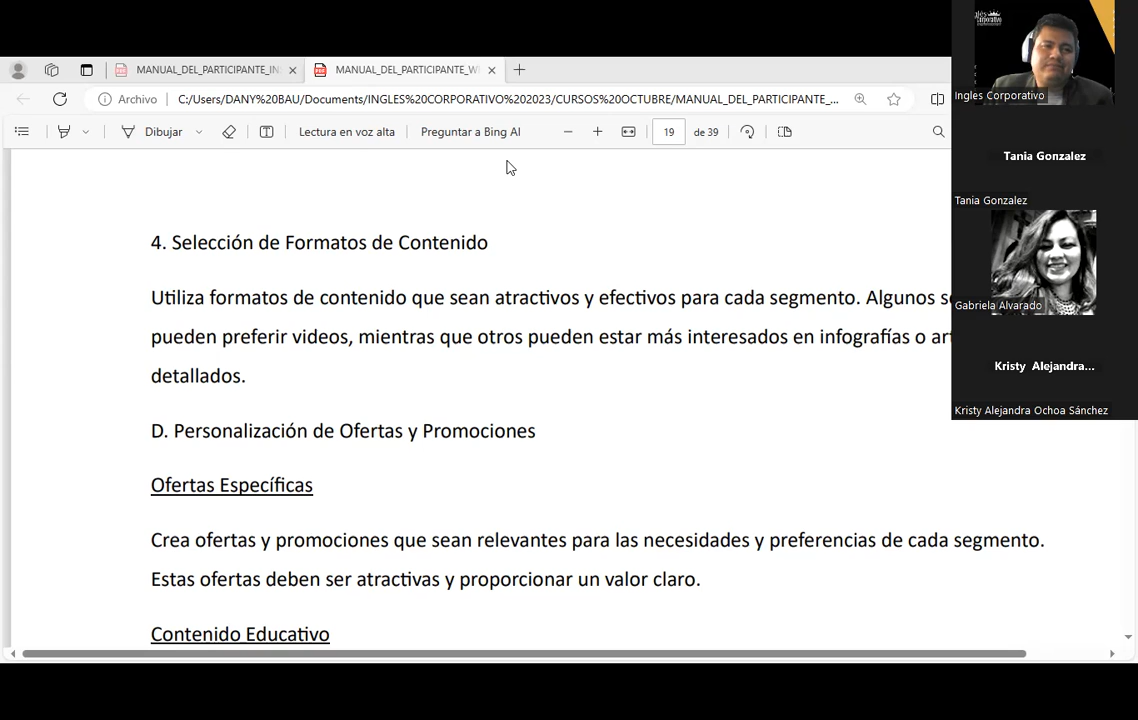 MANUAL_DEL_PARTICIPANTE_IN
MANUAL_DEL_PARTICIPANTE_W
Archivo
C:/Users/DANY%20BAU/Documents/INGLES%20CORPORATIVO%202023/CURSOS%20OCTUBRE/MANUAL_DEL_PARTICIPANTE_...
Dibujar
Lectura en voz alta
Preguntar a Bing AI
19
de 39
4. Selección de Formatos de Contenido
Utiliza formatos de contenido que sean atractivos y efectivos para cada segmento. Algunos
pueden preferir videos, mientras que otros pueden estar más interesados en infografías o
detallados.
D. Personalización de Ofertas y Promociones
Ofertas Específicas
Crea ofertas y promociones que sean relevantes para las necesidades y preferencias de cada segmento.
Estas ofertas deben ser atractivas y proporcionar un valor claro.
Contenido Educativo
Ingles Corporativo
Tania Gonzalez
Tania Gonzalez
Gabriela Alvarado
Kristy Alejandra...
Kristy Alejandra Ochoa Sánchez